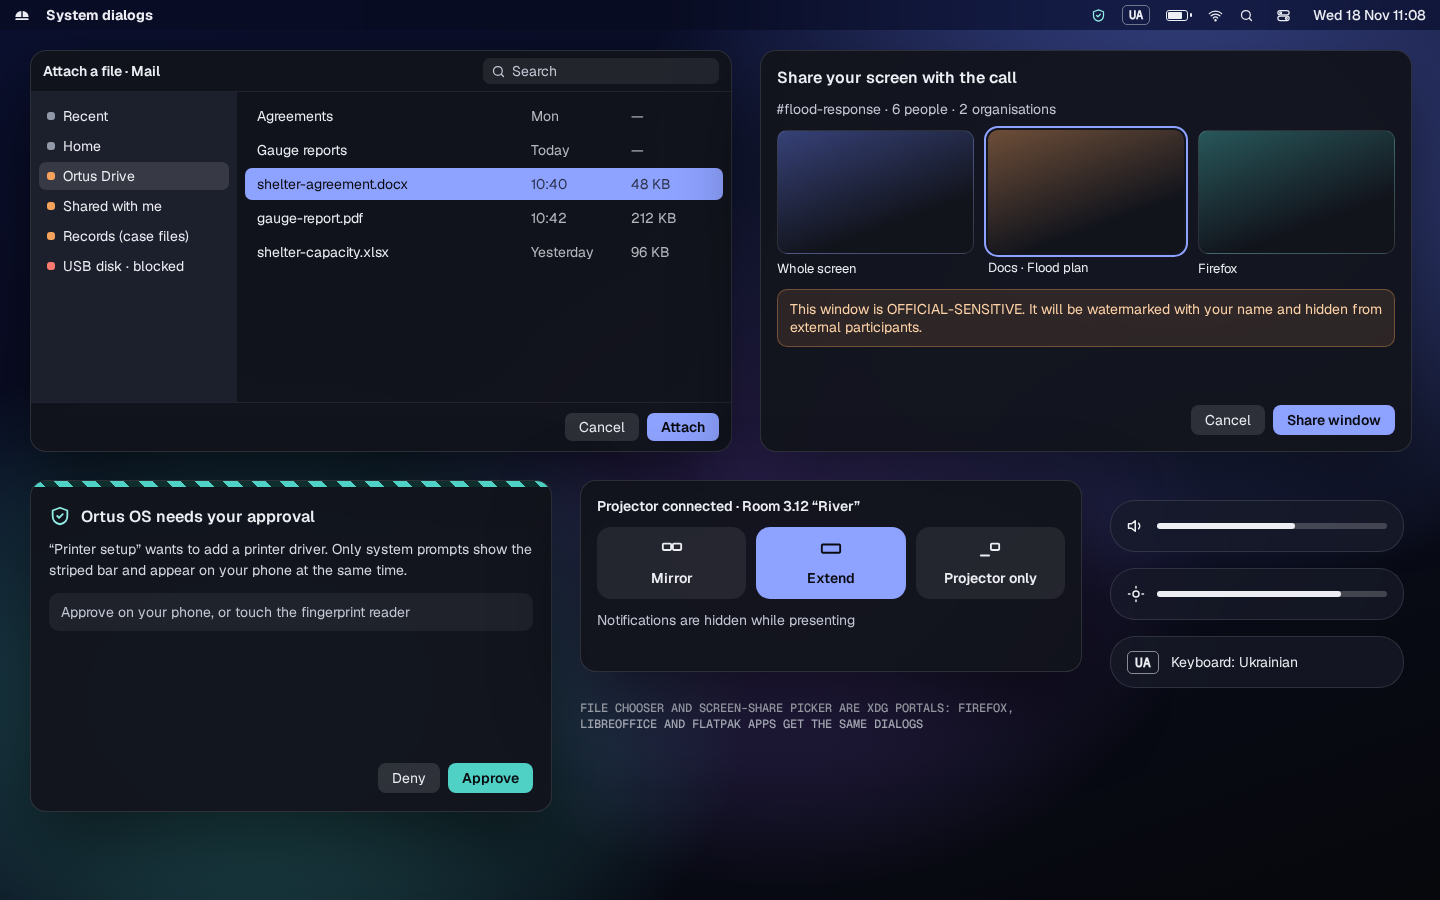 System dialogs
UA
Wed 18 Nov 11:08
Attach a file · Mail
Search
Recent
Home
Ortus Drive
Shared with me
Records (case files)
USB disk · blocked
Agreements Mon —
Gauge reports Today —
shelter-agreement.docx 10:40 48 KB
gauge-report.pdf 10:42 212 KB
shelter-capacity.xlsx Yesterday 96 KB
Cancel Attach
Share your screen with the call
#flood-response · 6 people · 2 organisations
Whole screen
Docs · Flood plan
Firefox
This window is OFFICIAL-SENSITIVE. It will be watermarked with your name and hidden from
external participants.
Cancel Share window
Ortus OS needs your approval
“Printer setup” wants to add a printer driver. Only system prompts show the
striped bar and appear on your phone at the same time.
Approve on your phone, or touch the fingerprint reader
Deny Approve
Projector connected · Room 3.12 “River”
Mirror Extend Projector only
Notifications are hidden while presenting
FILE CHOOSER AND SCREEN-SHARE PICKER ARE XDG PORTALS: FIREFOX,
LIBREOFFICE AND FLATPAK APPS GET THE SAME DIALOGS
UA Keyboard: Ukrainian